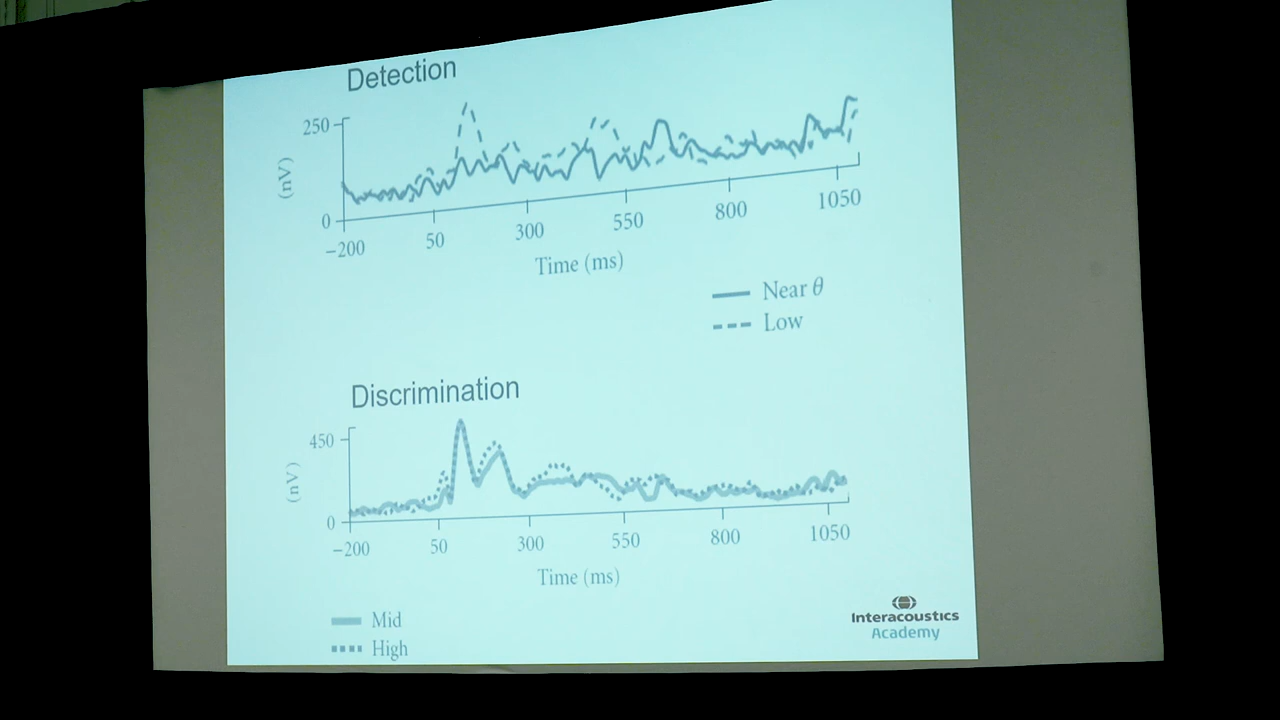 Detection
250
(nV)
0
−200 50 300 550 800 1050
Time (ms)
Near θ
Low
Discrimination
450
(nV)
0
−200 50 300 550 800 1050
Time (ms)
Mid
High
Interacoustics
Academy